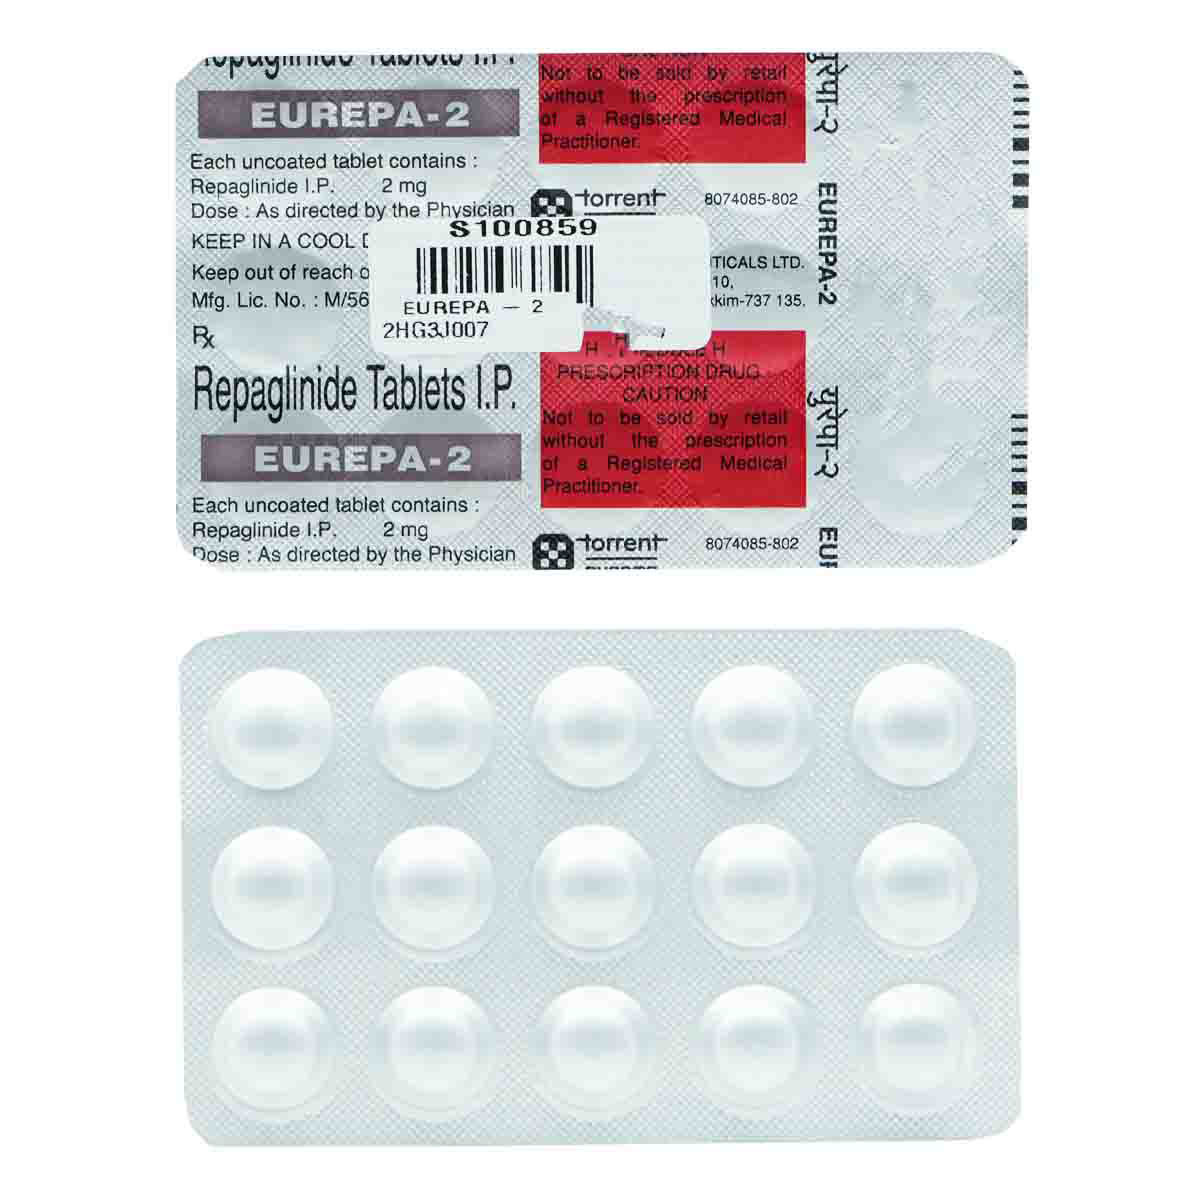 Repaglinide Tablets I.P.
EUREPA-2
Each uncoated tablet contains :
Repaglinide I.P. 2 mg
Dose : As directed by the Physician
KEEP IN A COOL
Keep out of reach
Mfg. Lic. No. : M/56
Rx
Repaglinide Tablets I.P.
EUREPA-2
Each uncoated tablet contains :
Repaglinide I.P. 2 mg
Dose : As directed by the Physician
S100859
EUREPA - 2
2HG3J007
CAUTION
Not to be sold by retail
without the prescription
of a Registered Medical
Practitioner.
torrent
8074085-802
TICALS LTD.
10,
kkim-737 135.
H
PRESCRIPTION DRUG
CAUTION
Not to be sold by retail
without the prescription
of a Registered Medical
Practitioner.
torrent
PHARMA
8074085-802
युरेपा-२
EUREPA-2
युरेपा-२
EUR